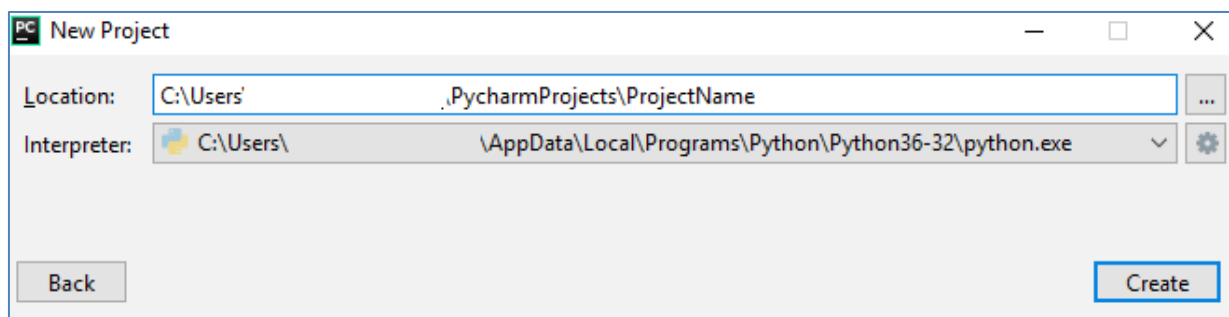 PC New Project
Location: C:\Users\ \PycharmProjects\ProjectName ...
Interpreter: C:\Users\ \AppData\Local\Programs\Python\Python36-32\python.exe
Back Create